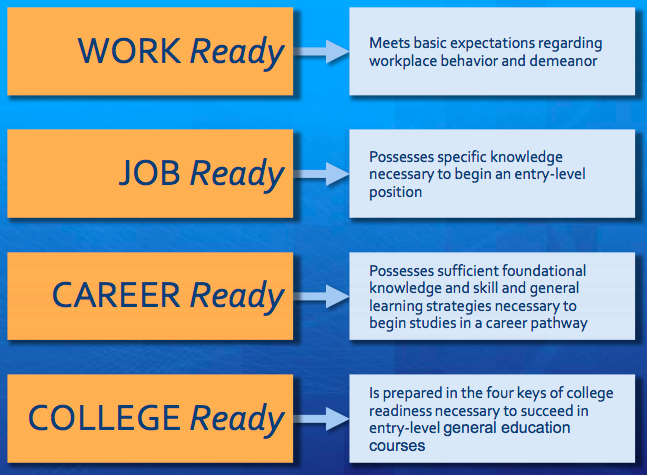 WORK Ready
Meets basic expectations regarding
workplace behavior and demeanor
JOB Ready
Possesses specific knowledge
necessary to begin an entry-level
position
CAREER Ready
Possesses sufficient foundational
knowledge and skill and general
learning strategies necessary to
begin studies in a career pathway
COLLEGE Ready
Is prepared in the four keys of college
readiness necessary to succeed in
entry-level general education
courses